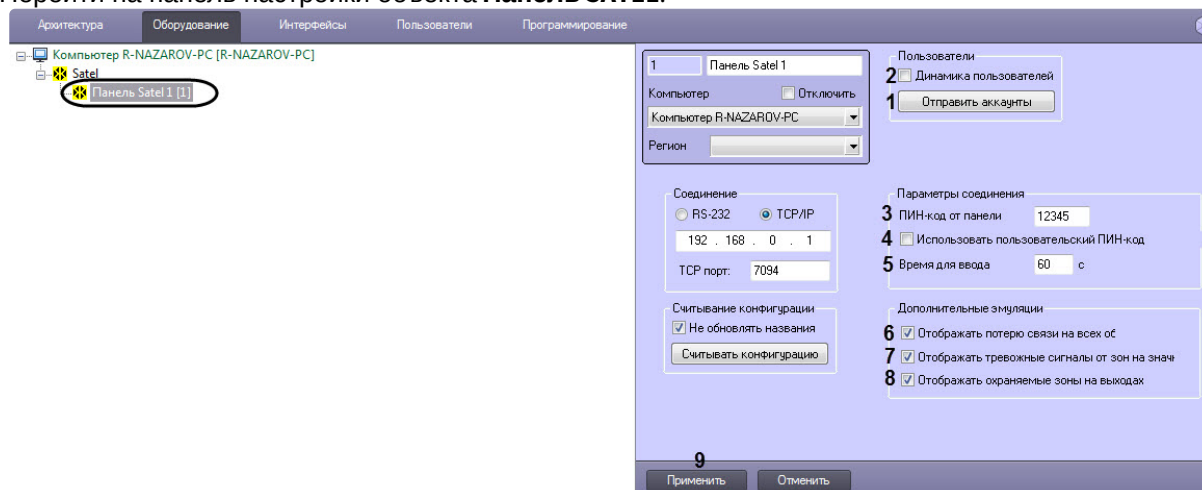 Перейти на панель настройки объекта Панель SATEL.
Архитектура Оборудование Интерфейсы Пользователи Программирование
Компьютер R-NAZAROV-PC [R-NAZAROV-PC]
Satel
Панель Satel 1 [1]
1 Панель Satel 1
Компьютер Отключить
Компьютер R-NAZAROV-PC
Регион
Пользователи
2 Динамика пользователей
1 Отправить аккаунты
Соединение
RS-232 TCP/IP
192 . 168 . 0 . 1
TCP порт: 7094
Параметры соединения
3 ПИН-код от панели 12345
4 Использовать пользовательский ПИН-код
5 Время для ввода 60 с
Считывание конфигурации
Не обновлять названия
Считывать конфигурацию
Дополнительные эмуляции
6 Отображать потерю связи на всех об
7 Отображать тревожные сигналы от зон на знач
8 Отображать охраняемые зоны на выходах
9
Применить Отменить